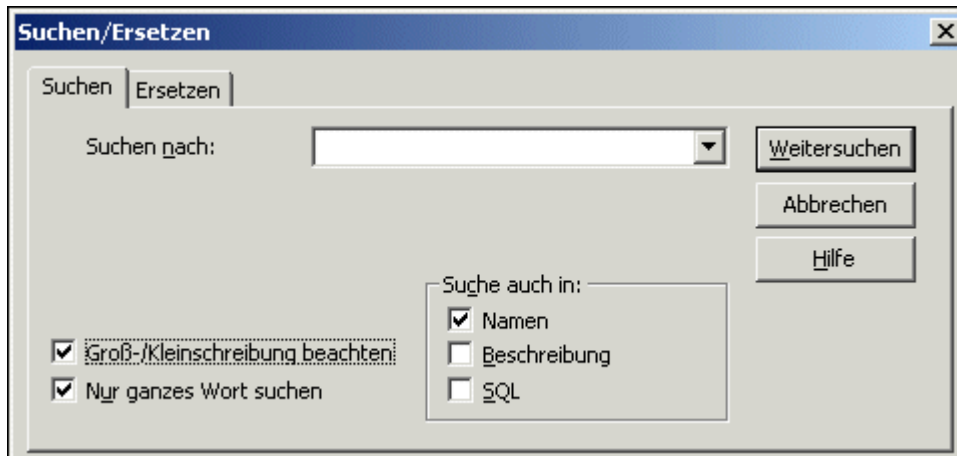 Suchen/Ersetzen
Suchen
Ersetzen
Suchen nach:
Weitersuchen
Abbrechen
Hilfe
Suche auch in:
Namen
Groß-/Kleinschreibung beachten
Beschreibung
Nur ganzes Wort suchen
SQL